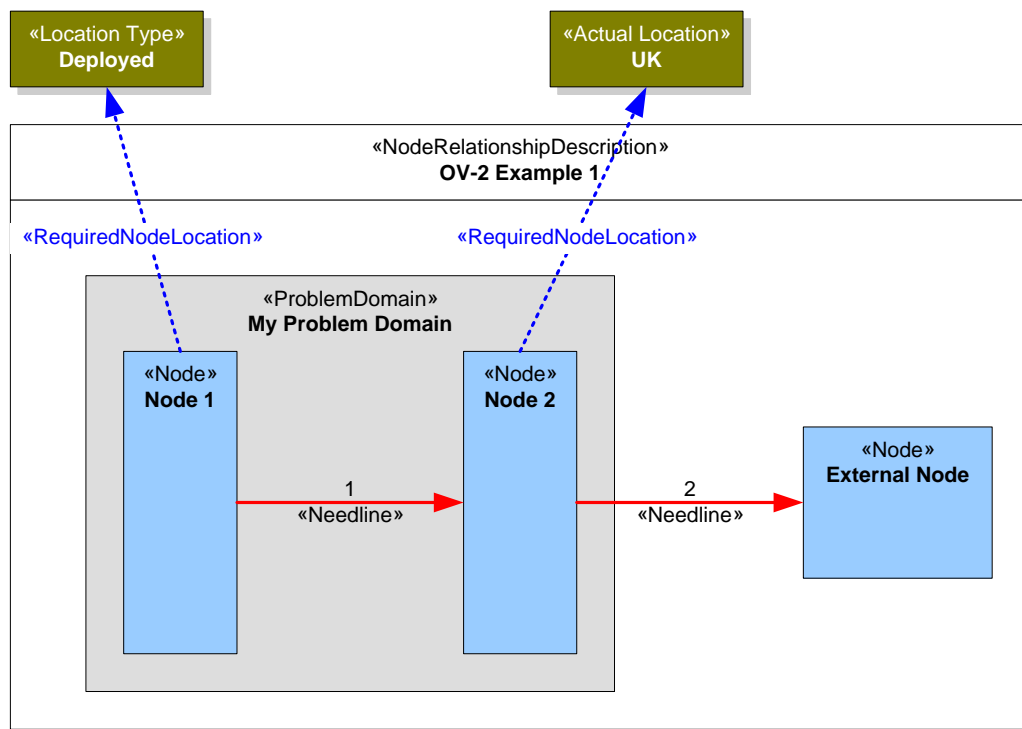 «Location Type»
Deployed
«Actual Location»
UK
«NodeRelationshipDescription»
OV-2 Example 1
«RequiredNodeLocation»
«RequiredNodeLocation»
«ProblemDomain»
My Problem Domain
«Node»
Node 1
«Node»
Node 2
«Node»
External Node
1
«Needline»
2
«Needline»